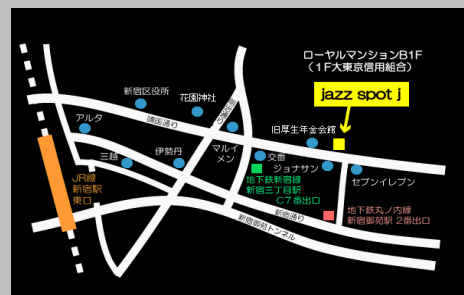 ローヤルマンションB1F
(1F大東京信用組合)
jazz spot j
新宿区役所
花園神社
アルタ
靖国通り
旧厚生年金会館
三越
伊勢丹
マルイ
メン
交番
ジョナサン
セブンイレブン
JR線
新宿駅
東口
地下鉄新宿線
新宿三丁目駅
C7番出口
新宿通り
地下鉄丸ノ内線
新宿御苑駅 2番出口
新宿御苑トンネル